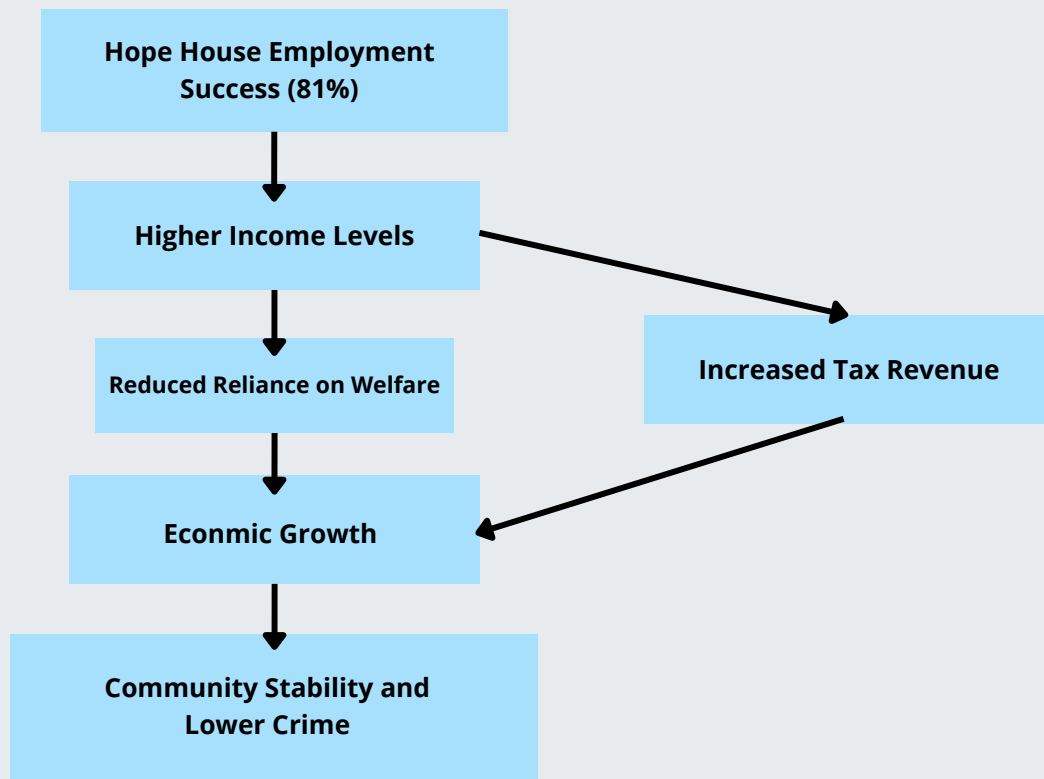 Hope House Employment
Success (81%)
Higher Income Levels
Reduced Reliance on Welfare
Increased Tax Revenue
Econmic Growth
Community Stability and
Lower Crime